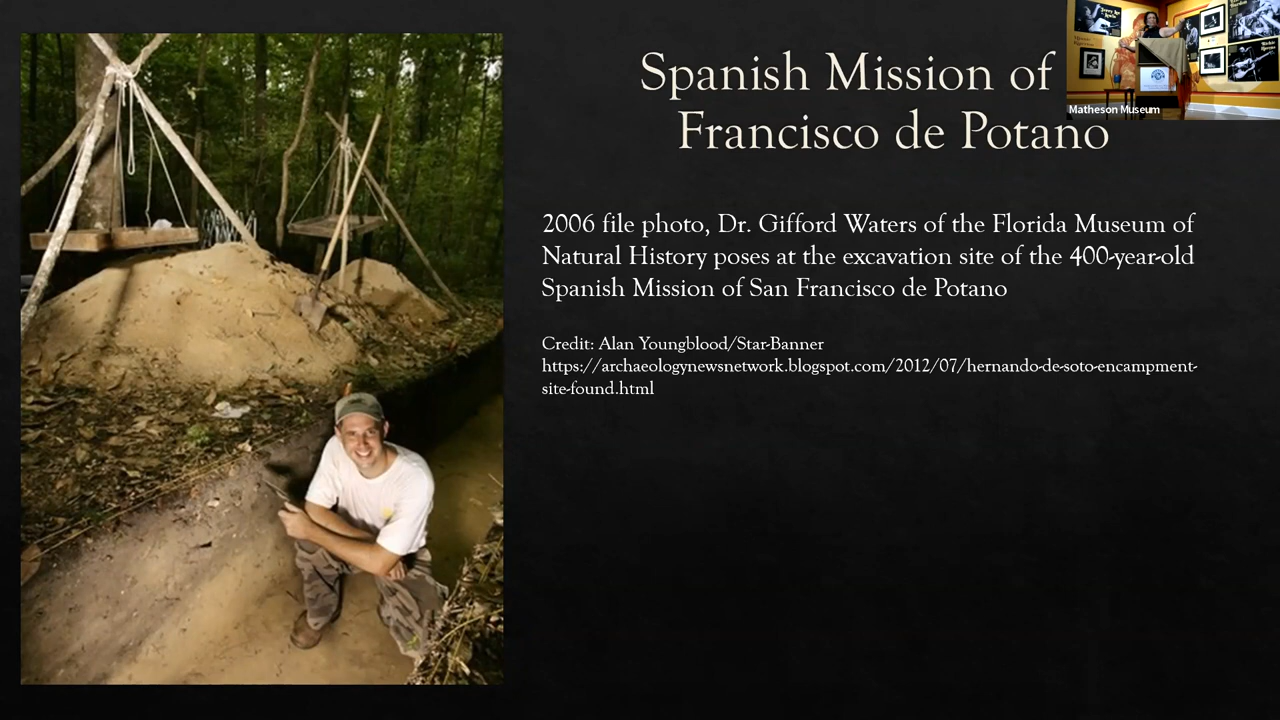 Spanish Mission of
Francisco de Potano
Matheson Museum
2006 file photo, Dr. Gifford Waters of the Florida Museum of
Natural History poses at the excavation site of the 400-year-old
Spanish Mission of San Francisco de Potano
Credit: Alan Youngblood/Star-Banner
https://archaeologynewsnetwork.blogspot.com/2012/07/hernando-de-soto-encampment-
site-found.html